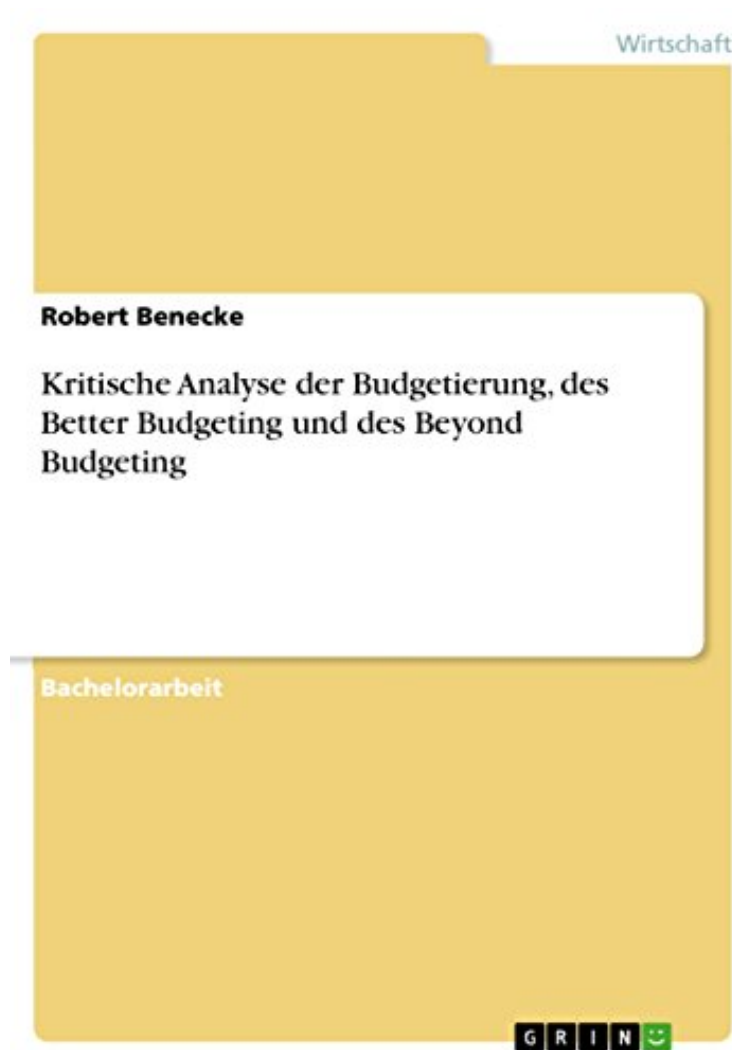 Wirtschaft
Robert Benecke
Kritische Analyse der Budgetierung, des
Better Budgeting und des Beyond
Budgeting
Bachelorarbeit
GRIN